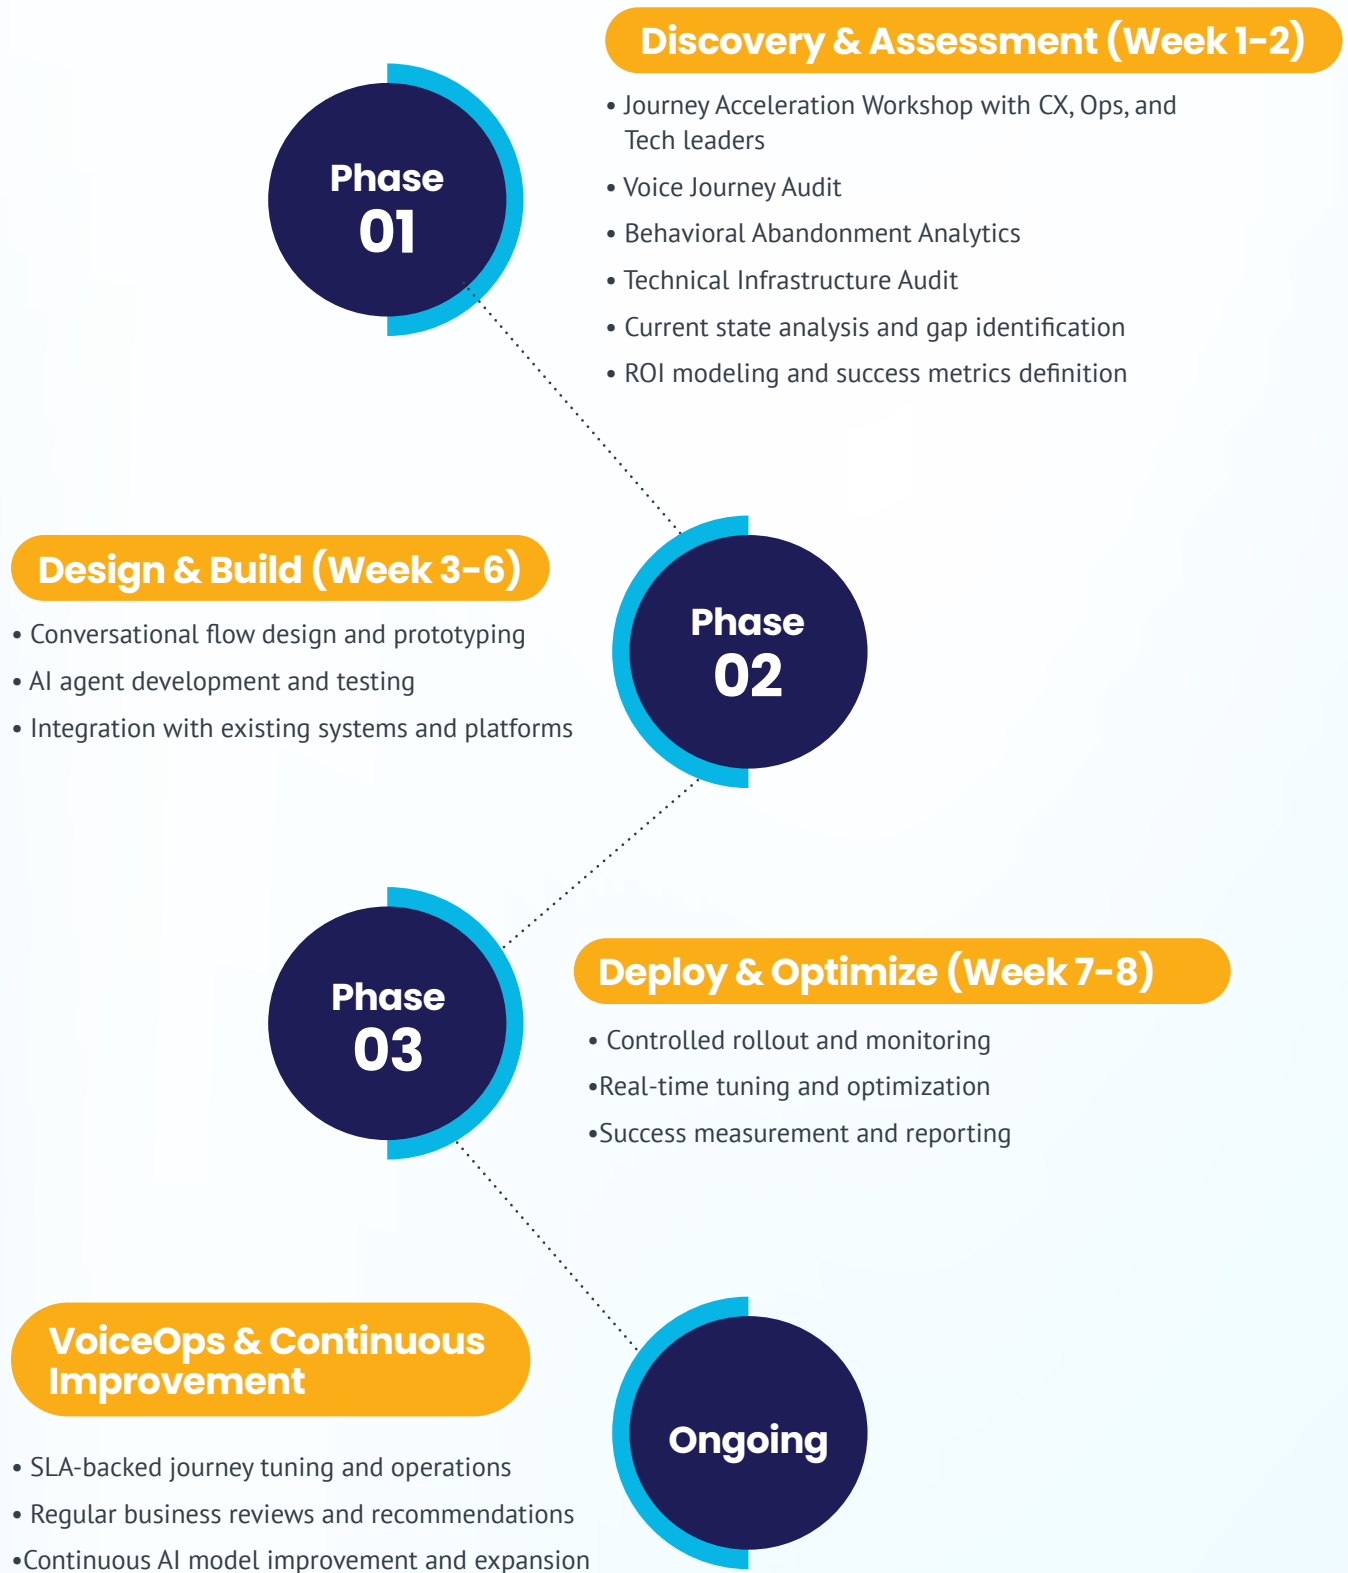 Discovery & Assessment (Week 1-2)
Phase
01
• Journey Acceleration Workshop with CX, Ops, and
Tech leaders
• Voice Journey Audit
• Behavioral Abandonment Analytics
• Technical Infrastructure Audit
• Current state analysis and gap identification
• ROI modeling and success metrics definition
Design & Build (Week 3-6)
• Conversational flow design and prototyping
• AI agent development and testing
• Integration with existing systems and platforms
Phase
02
Phase
03
Deploy & Optimize (Week 7-8)
• Controlled rollout and monitoring
•Real-time tuning and optimization
•Success measurement and reporting
VoiceOps & Continuous
Improvement
• SLA-backed journey tuning and operations
• Regular business reviews and recommendations
•Continuous AI model improvement and expansion
Ongoing